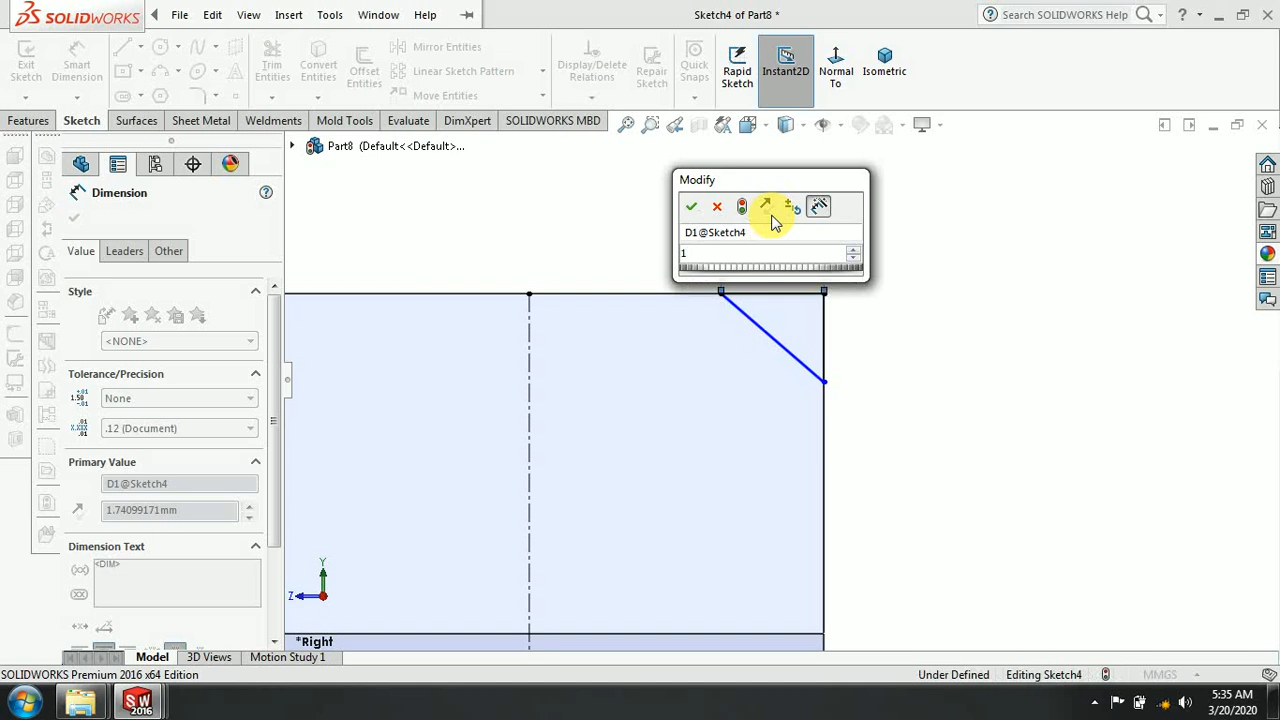 SOLIDWORKS
File Edit View Insert Tools Window Help
Sketch4 of Part8 *
Search SOLIDWORKS Help
?
Exit Sketch
Smart Dimension
Trim Entities
Convert Entities
Offset Entities
Mirror Entities
Linear Sketch Pattern
Move Entities
Display/Delete Relations
Repair Sketch
Quick Snaps
Rapid Sketch
Instant2D
Normal To
Isometric
Features Sketch Surfaces Sheet Metal Weldments Mold Tools Evaluate DimXpert SOLIDWORKS MBD
Part8 (Default<<Default>...
Dimension
Value Leaders Other
Style
<NONE>
Tolerance/Precision
None
.12 (Document)
Primary Value
D1@Sketch4
1.74099171mm
Dimension Text
<DIM>
Modify
D1@Sketch4
1
Y
Z
*Right
Model 3D Views Motion Study 1
SOLIDWORKS Premium 2016 x64 Edition
Under Defined Editing Sketch4 MMGS
SW 2016
5:35 AM
3/20/2020